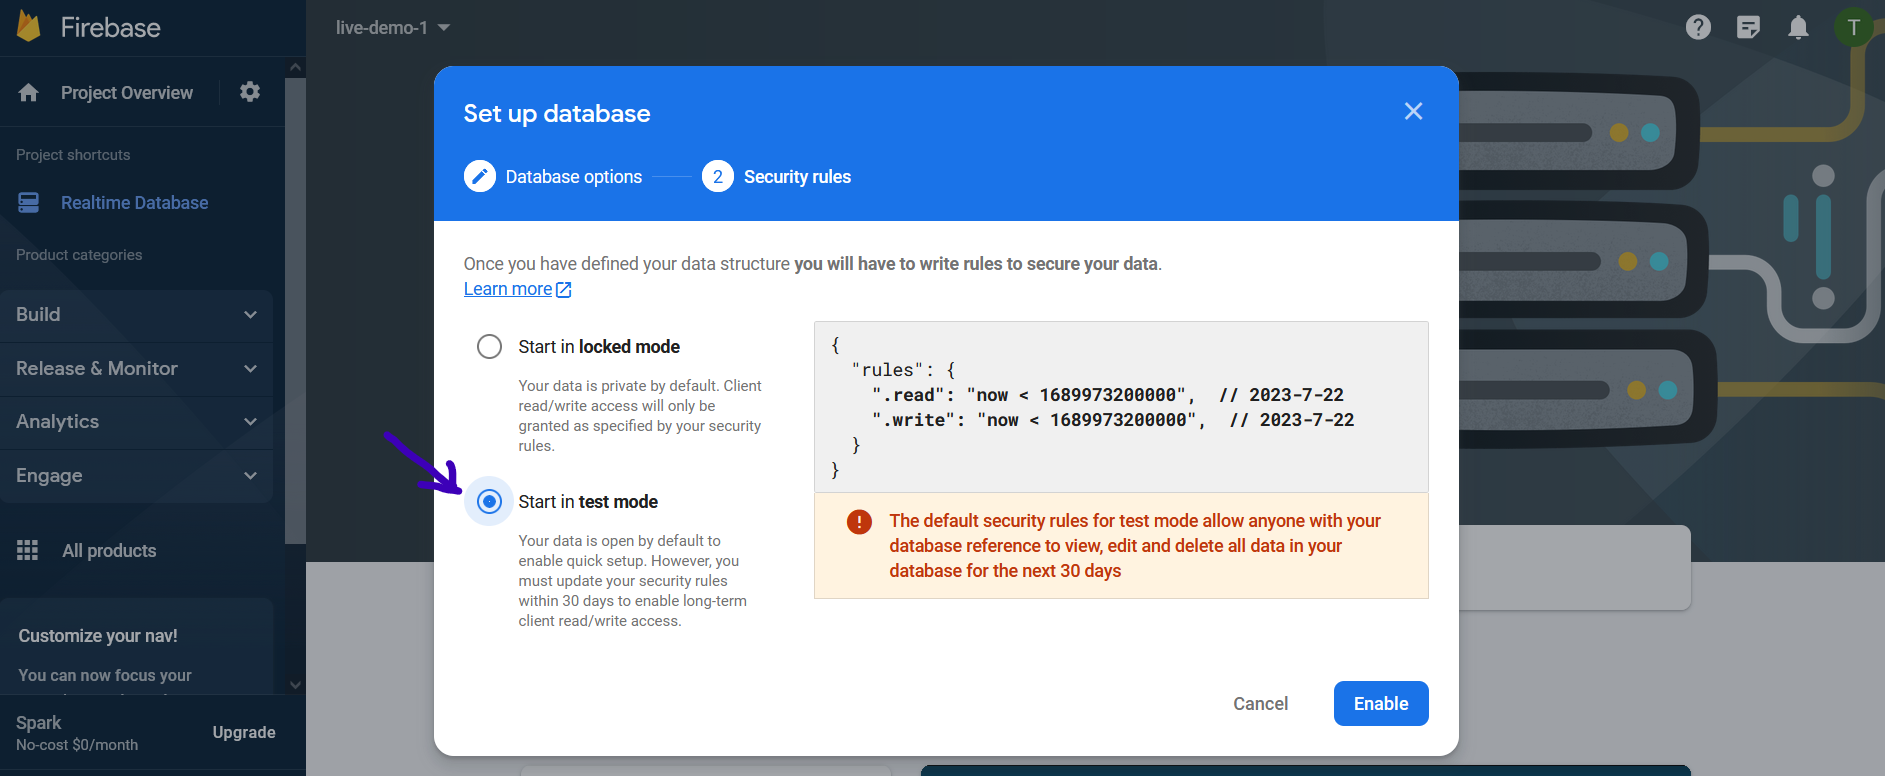 Firebase
live-demo-1
T
Project Overview
Project shortcuts
Realtime Database
Product categories
Build
Release & Monitor
Analytics
Engage
All products
Customize your nav!
You can now focus your
Spark
No-cost $0/month
Upgrade
Set up database
Database options
2 Security rules
Once you have defined your data structure you will have to write rules to secure your data.
Learn more
Start in locked mode
Your data is private by default. Client
read/write access will only be
granted as specified by your security
rules.
Start in test mode
Your data is open by default to
enable quick setup. However, you
must update your security rules
within 30 days to enable long-term
client read/write access.
{
"rules": {
".read": "now < 1689973200000", // 2023-7-22
".write": "now < 1689973200000", // 2023-7-22
}
}
The default security rules for test mode allow anyone with your
database reference to view, edit and delete all data in your
database for the next 30 days
Cancel
Enable